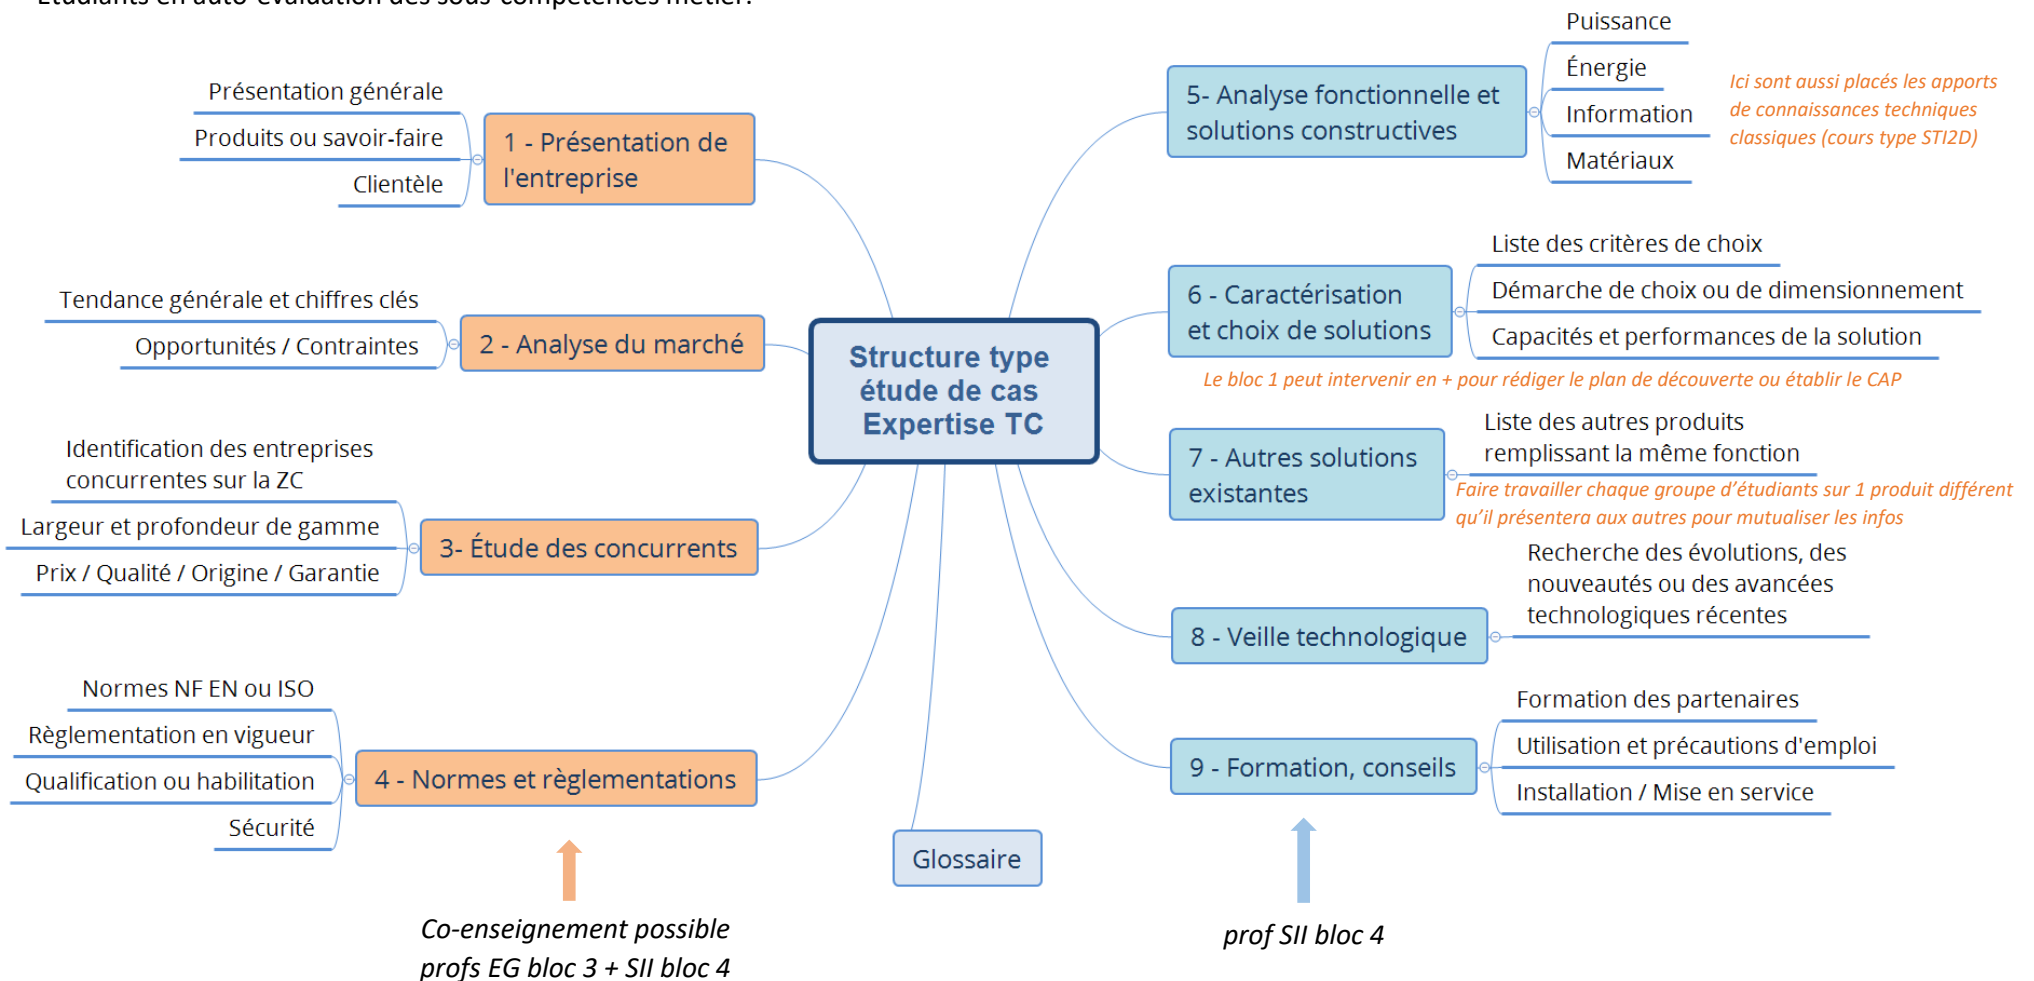 Etudiants en auto-évaluation des sous-compétences métier.
Présentation générale
Produits ou savoir-faire
Clientèle
1 - Présentation de
l'entreprise
Tendance générale et chiffres clés
Opportunités / Contraintes
2 - Analyse du marché
Identification des entreprises
concurrentes sur la ZC
Largeur et profondeur de gamme
Prix / Qualité / Origine / Garantie
3- Étude des concurrents
Normes NF EN ou ISO
Règlementation en vigueur
Qualification ou habilitation
Sécurité
4 - Normes et règlementations
Co-enseignement possible
profs EG bloc 3 + SII bloc 4
Structure type
étude de cas
Expertise TC
Glossaire
5- Analyse fonctionnelle et
solutions constructives
Puissance
Énergie
Information
Matériaux
Ici sont aussi placés les apports
de connaissances techniques
classiques (cours type STI2D)
6 - Caractérisation
et choix de solutions
Liste des critères de choix
Démarche de choix ou de dimensionnement
Capacités et performances de la solution
Le bloc 1 peut intervenir en + pour rédiger le plan de découverte ou établir le CAP
7 - Autres solutions
existantes
Liste des autres produits
remplissant la même fonction
Faire travailler chaque groupe d'étudiants sur 1 produit différent
qu'il présentera aux autres pour mutualiser les infos
8 - Veille technologique
Recherche des évolutions, des
nouveautés ou des avancées
technologiques récentes
9 - Formation, conseils
Formation des partenaires
Utilisation et précautions d'emploi
Installation / Mise en service
prof SII bloc 4